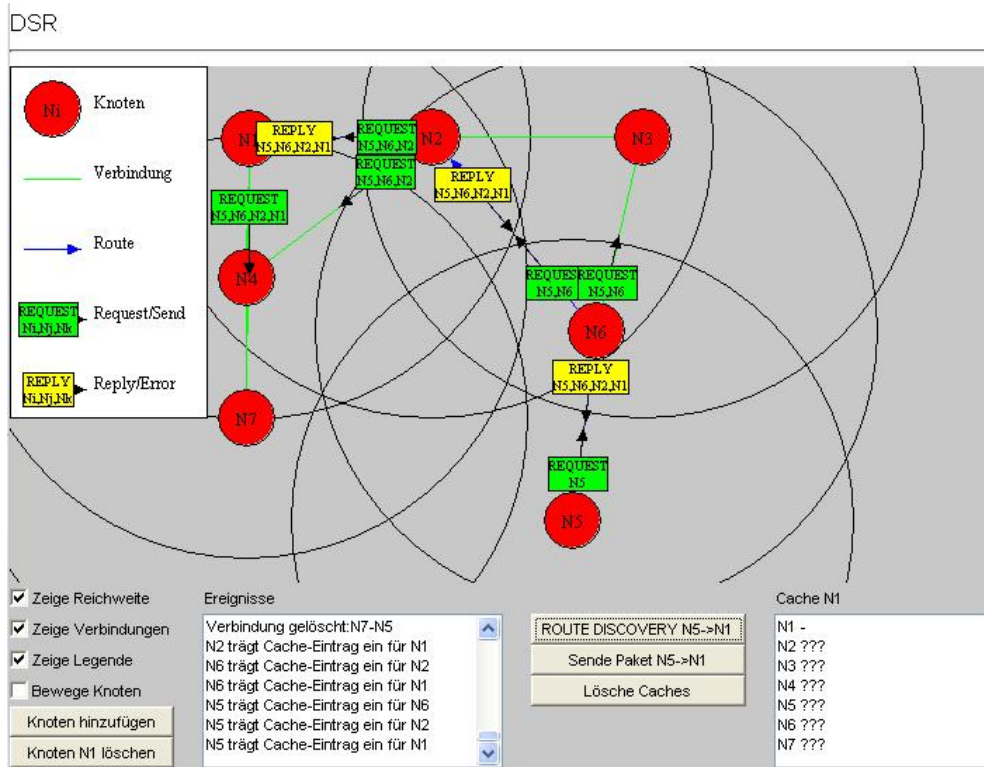 DSR
Ni
Knoten
Verbindung
Route
REQUEST
Ni,Nj,Nk
Request/Send
REPLY
Ni,Nj,Nk
Reply/Error
N1
REPLY
N5,N6,N2,N1
REQUEST
N5,N6,N2
N2
N3
REQUEST
N5,N6,N2
REPLY
N5,N6,N2,N1
REQUEST
N5,N6,N2,N1
N4
REQUEST
N5,N6
REQUEST
N5,N6
N6
REPLY
N5,N6,N2,N1
N7
REQUEST
N5
N5
Zeige Reichweite
Zeige Verbindungen
Zeige Legende
Bewege Knoten
Knoten hinzufügen
Knoten N1 löschen
Ereignisse
Verbindung gelöscht:N7-N5
N2 trägt Cache-Eintrag ein für N1
N6 trägt Cache-Eintrag ein für N2
N6 trägt Cache-Eintrag ein für N1
N5 trägt Cache-Eintrag ein für N6
N5 trägt Cache-Eintrag ein für N2
N5 trägt Cache-Eintrag ein für N1
ROUTE DISCOVERY N5->N1
Sende Paket N5->N1
Lösche Caches
Cache N1
N1 -
N2 ???
N3 ???
N4 ???
N5 ???
N6 ???
N7 ???